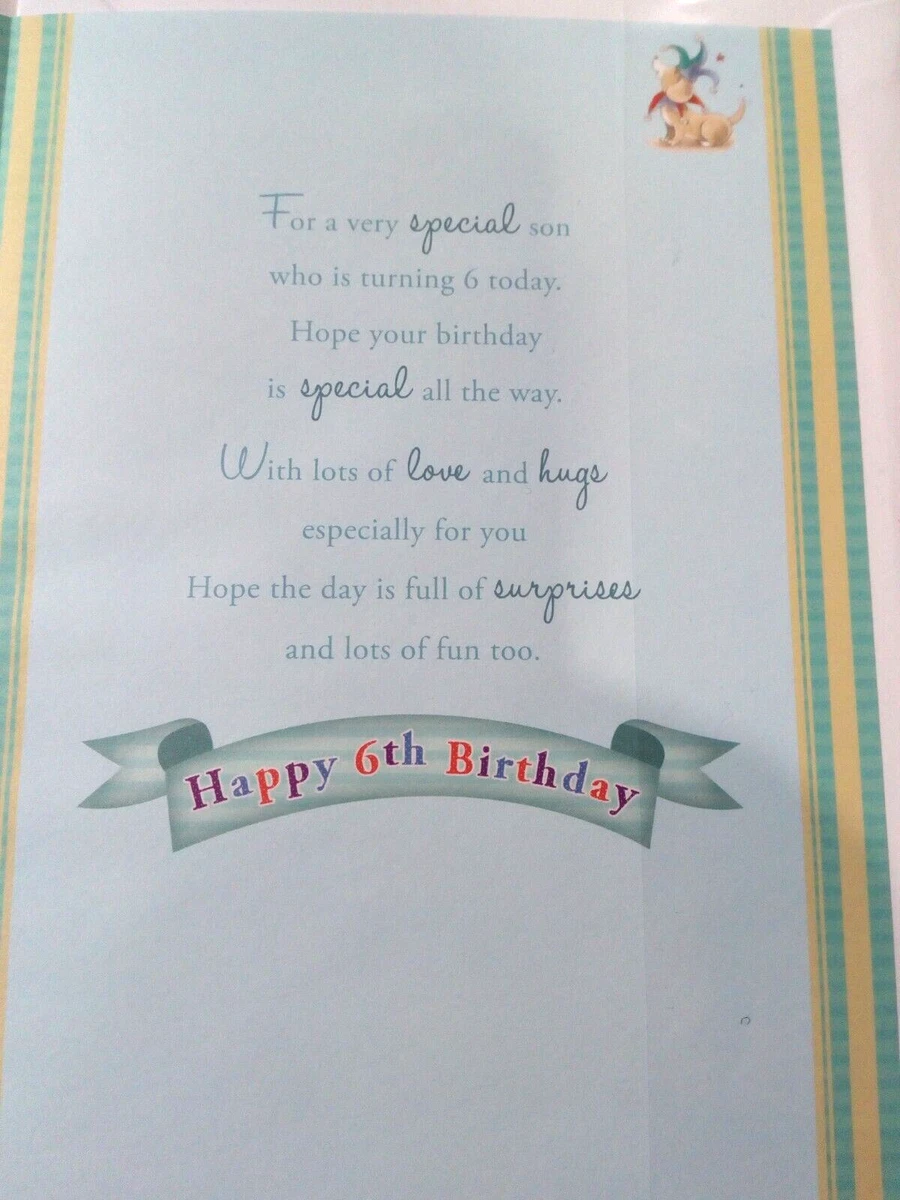 For a very special son
who is turning 6 today.
Hope your birthday
is special all the way.
With lots of love and hugs
especially for you
Hope the day is full of surprises
and lots of fun too.
Happy 6th Birthday